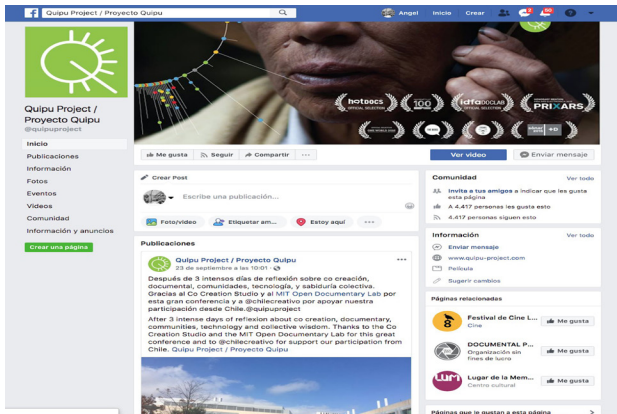 Quipu Project / Proyecto Quipu
Angel Inicio Crear 2 50
hotdocs 100 idfaDOCLAB PRIXARS
OFFICIAL SELECTION OFFICIAL SELECTION
+D
Quipu Project /
Proyecto Quipu
@quipuproject
Inicio
Publicaciones
Información
Fotos
Eventos
Videos
Comunidad
Información y anuncios
Crear una página
Me gusta Seguir Compartir ...
Ver video Enviar mensaje
Crear Post
Escribe una publicación...
Foto/video Etiquetar am... Estoy aquí ...
Publicaciones
Quipu Project / Proyecto Quipu ...
23 de septiembre a las 10:01 ·
Después de 3 intensos días de reflexión sobre co creación,
documental, comunidades, tecnología, y sabiduría colectiva.
Gracias al Co Creation Studio y al MIT Open Documentary Lab por
esta gran conferencia y a @chilecreativo por apoyar nuestra
participación desde Chile.@quipuproject
After 3 intense days of reflexion about co creation, documentary,
communities, technology and collective wisdom. Thanks to the Co
Creation Studio and the MIT Open Documentary Lab for this great
conference and to @chilecreativo for support our participation from
Chile. Quipu Project / Proyecto Quipu
Comunidad Ver todo
Invita a tus amigos a indicar que les gusta
esta página
A 4.417 personas les gusta esto
4.417 personas siguen esto
Información Ver todo
Enviar mensaje
www.quipu-project.com
Película
Sugerir cambios
Páginas relacionadas
Festival de Cine L... Me gusta
Cine
DOCUMENTAL P... Me gusta
Organización sin
fines de lucro
Lum Lugar de la Mem... Me gusta
Centro cultural
Páginas que le gustan a esta página